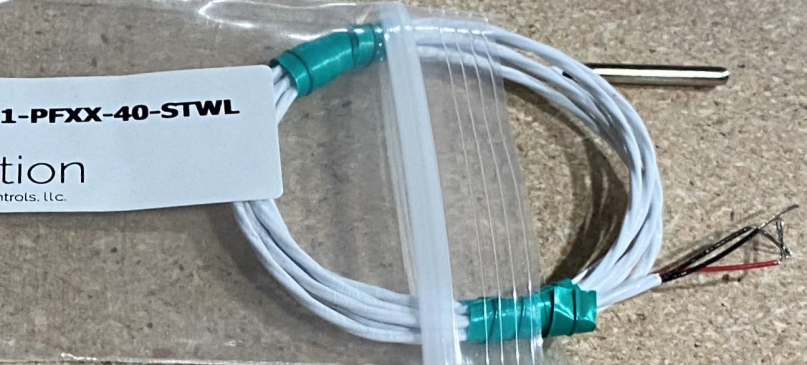 1-PFXX-40-STWL
tion
ntrols, llc.